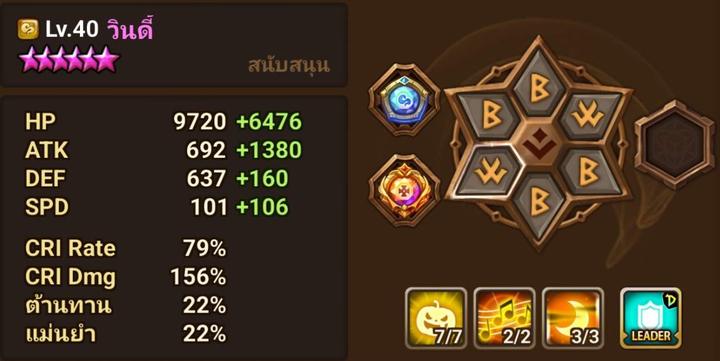 Lv.40 วินดี้
สนับสนุน
HP 9720 +6476
ATK 692 +1380
DEF 637 +160
SPD 101 +106
CRI Rate 79%
CRI Dmg 156%
ต้านทาน 22%
แม่นยำ 22%
7/7 2/2 3/3 LEADER D